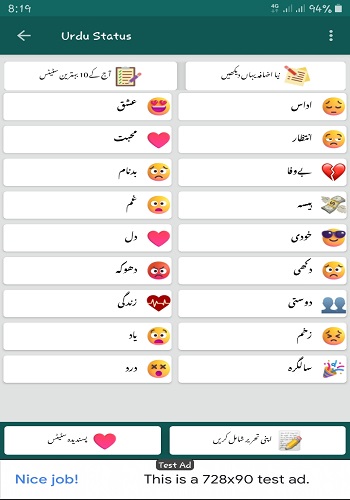 8:19 4G 94%
Urdu Status
نیا اضافہ یہاں دیکھیں
آج کے 10 بہترین سٹیٹس
اداس
عشق
انتظار
محبت
بےوفا
بدنام
پیسہ
غم
خودی
دل
دکھی
دھوکہ
دوستی
زندگی
زخم
یاد
سالگرہ
درد
اپنی تحریر شامل کریں
پسندیدہ سٹیٹس
Test Ad
Nice job!
This is a 728x90 test ad.